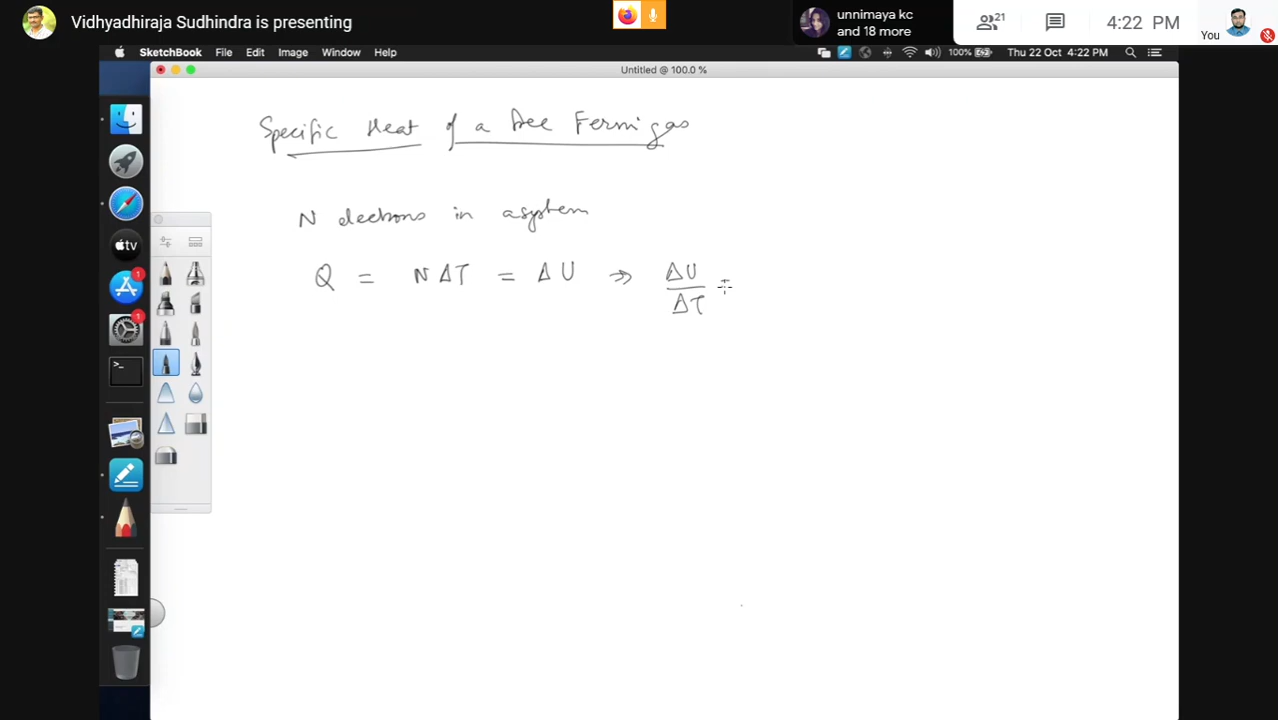 Vidhyadhiraja Sudhindra is presenting
unnimaya kc
and 18 more
21
4:22 PM
You
SketchBook File Edit Image Window Help
100% Thu 22 Oct 4:22 PM
Untitled @ 100.0 %
Specific Heat of a Free Fermi gas
N electrons in a system
Q = N ΔT = ΔU ⇒ ΔU/ΔT
tv